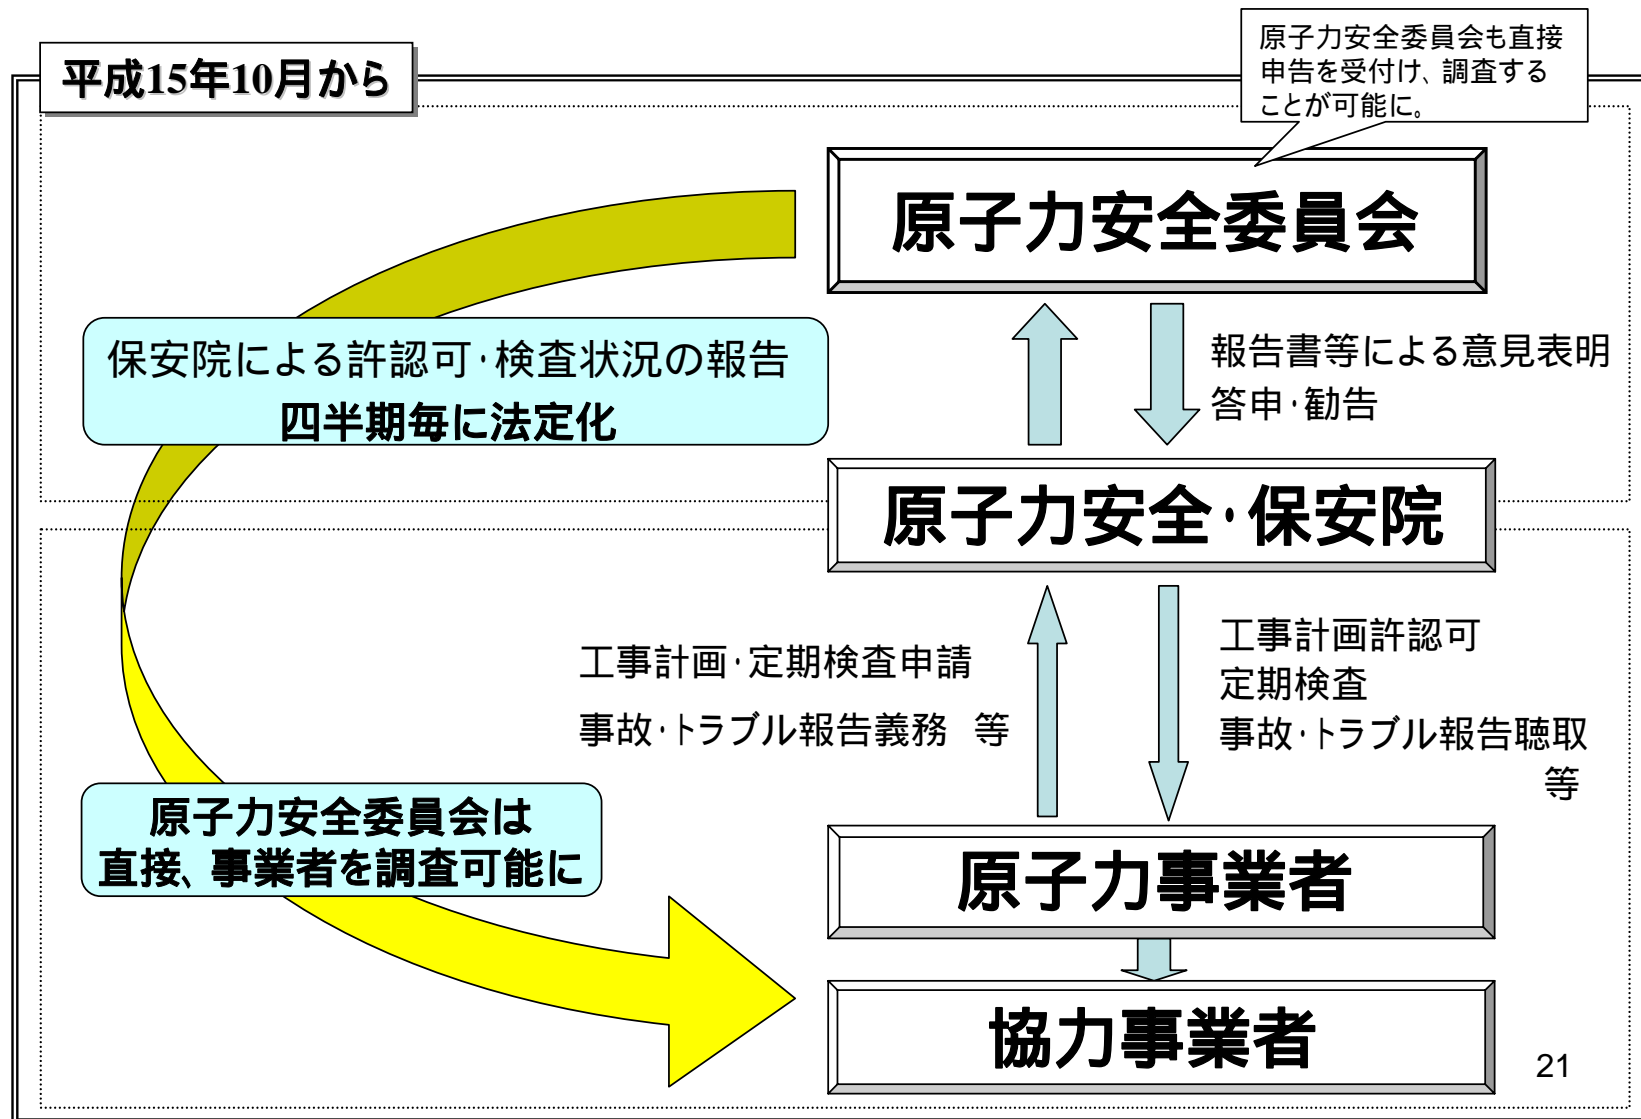 平成15年10月から
原子力安全委員会も直接
申告を受付け、調査する
ことが可能に。
原子力安全委員会
保安院による許認可・検査状況の報告
四半期毎に法定化
報告書等による意見表明
答申・勧告
原子力安全・保安院
工事計画・定期検査申請
事故・トラブル報告義務　等
工事計画許認可
定期検査
事故・トラブル報告聴取
等
原子力安全委員会は
直接、事業者を調査可能に
原子力事業者
協力事業者
21